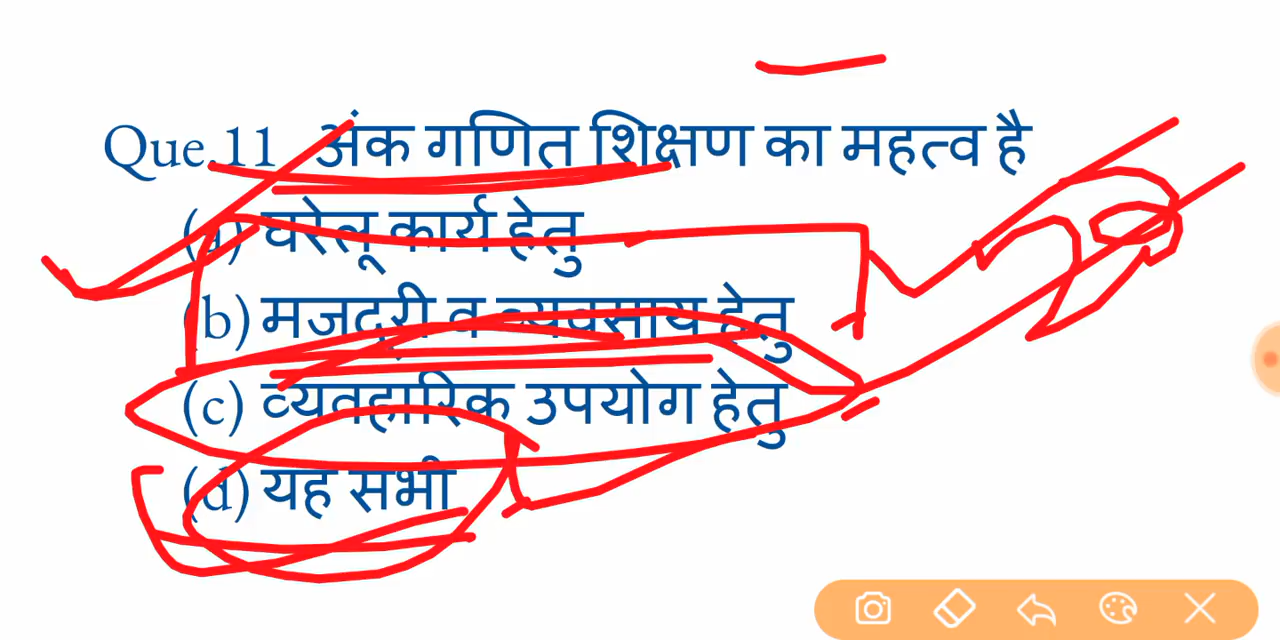 Que.11 अंक गणित शिक्षण का महत्व है
(a) घरेलू कार्य हेतु
(b) मजदूरी व व्यवसाय हेतु
(c) व्यवहारिक उपयोग हेतु
(d) यह सभी